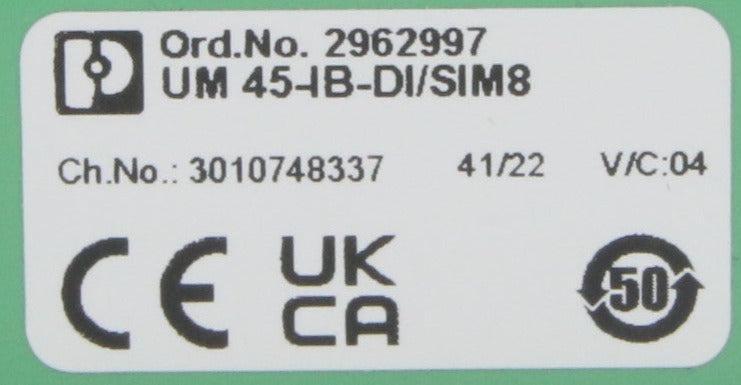 Ord.No. 2962997
UM 45-IB-DI/SIM8
Ch.No.: 3010748337 41/22 V/C:04
CE UK
CA
50